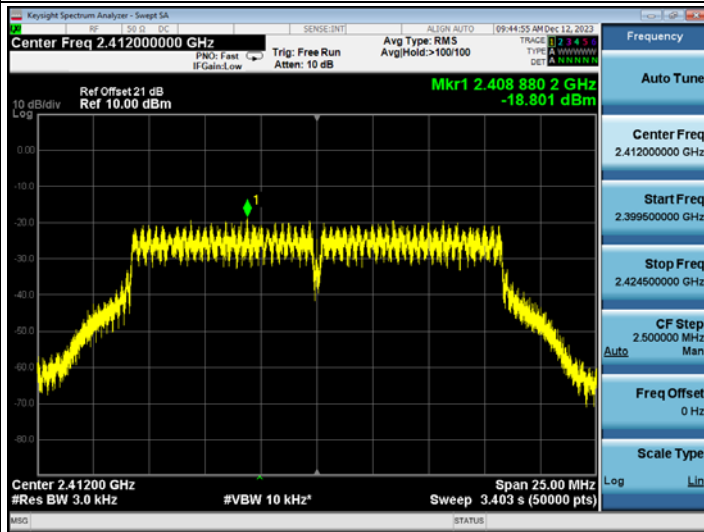 Keysight Spectrum Analyzer - Swept SA
RF 50 Ω DC SENSE:INT ALIGN AUTO 09:44:55 AM Dec 12, 2023
Center Freq 2.412000000 GHz
PNO: Fast
IFGain:Low
Trig: Free Run
Atten: 10 dB
Avg Type: RMS
Avg|Hold:>100/100
TRACE 1 2 3 4 5 6
TYPE A WWWWW
DET A N N N N N
Ref Offset 21 dB
Ref 10.00 dBm
10 dB/div
Log
Mkr1 2.408 880 2 GHz
-18.801 dBm
0.00
-10.0
-20.0
-30.0
-40.0
-50.0
-60.0
-70.0
-80.0
1
Center 2.41200 GHz
#Res BW 3.0 kHz
#VBW 10 kHz*
Span 25.00 MHz
Sweep 3.403 s (50000 pts)
MSG
STATUS
Frequency
Auto Tune
Center Freq
2.412000000 GHz
Start Freq
2.399500000 GHz
Stop Freq
2.424500000 GHz
CF Step
2.500000 MHz
Auto Man
Freq Offset
0 Hz
Scale Type
Log Lin